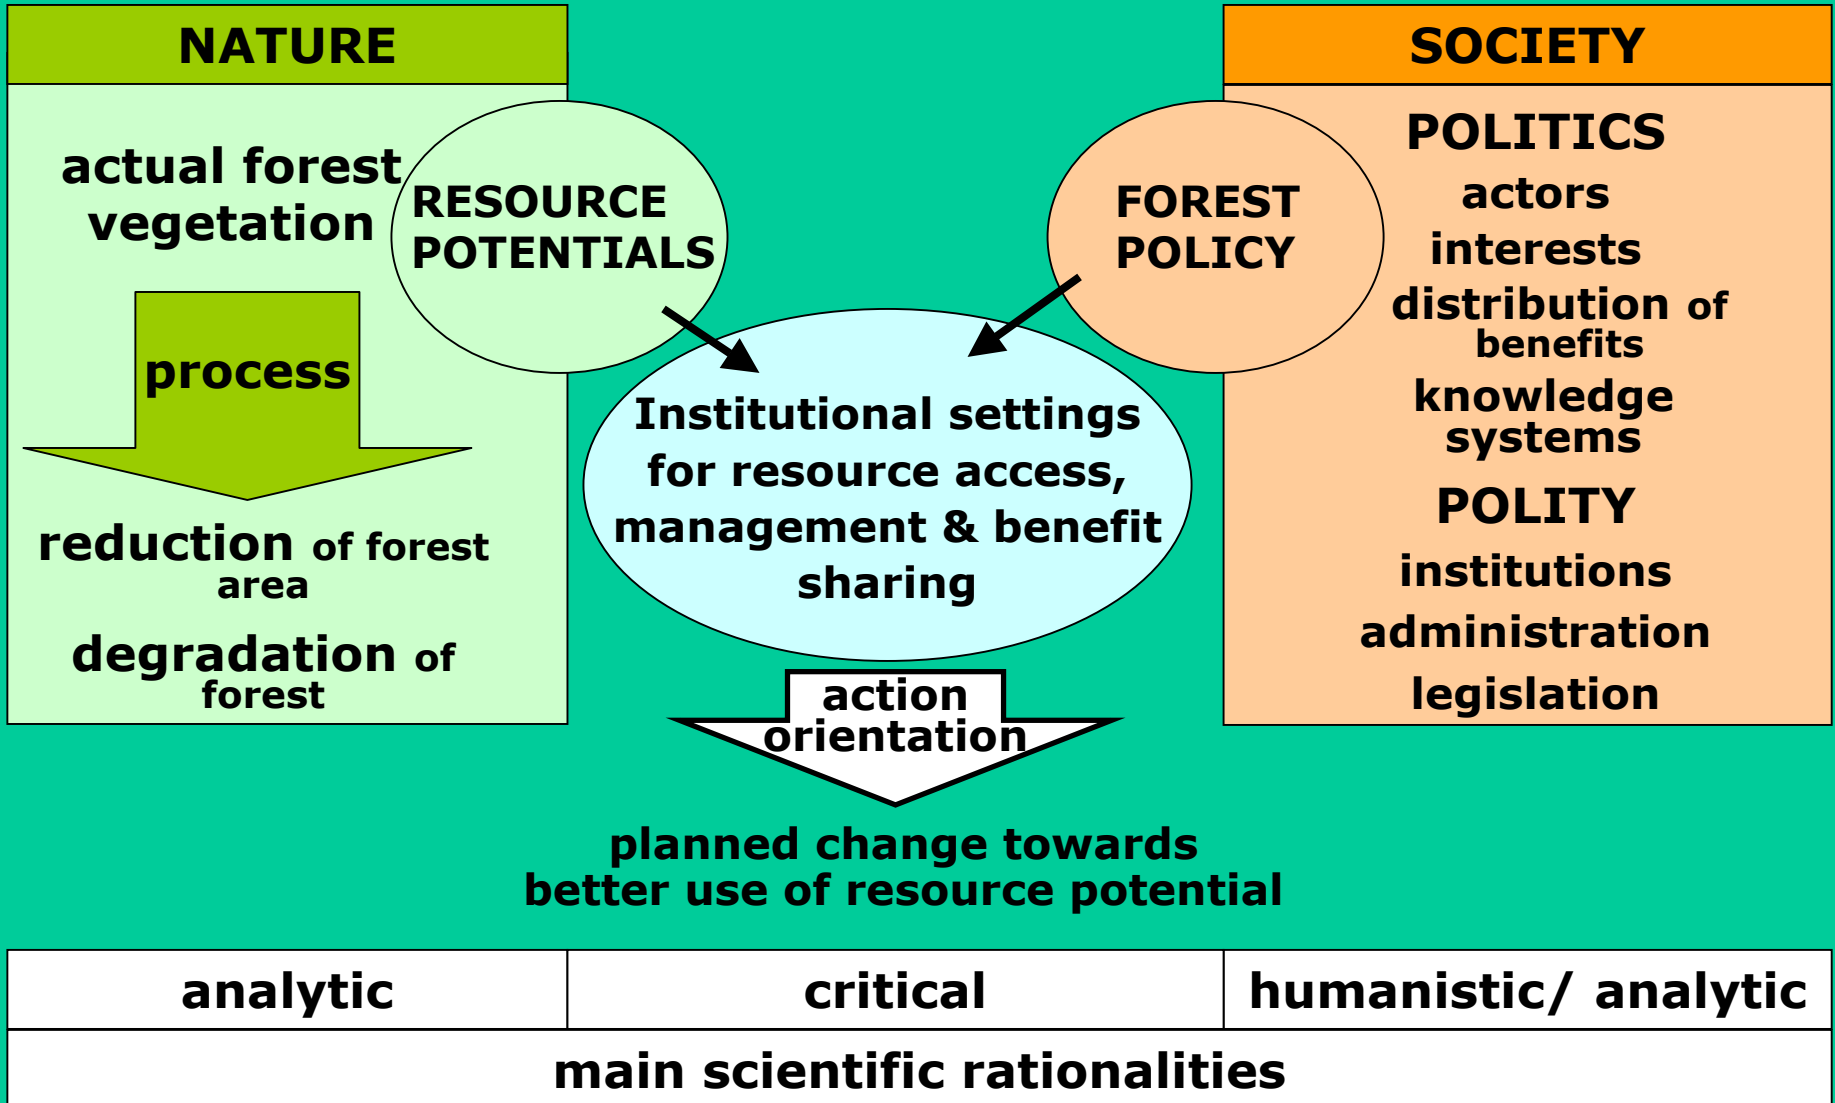 NATURE
actual forest
vegetation
process
reduction of forest
area
degradation of
forest
RESOURCE
POTENTIALS
Institutional settings
for resource access,
management & benefit
sharing
action
orientation
planned change towards
better use of resource potential
FOREST
POLICY
SOCIETY
POLITICS
actors
interests
distribution of
benefits
knowledge
systems
POLITY
institutions
administration
legislation
analytic
critical
humanistic/ analytic
main scientific rationalities